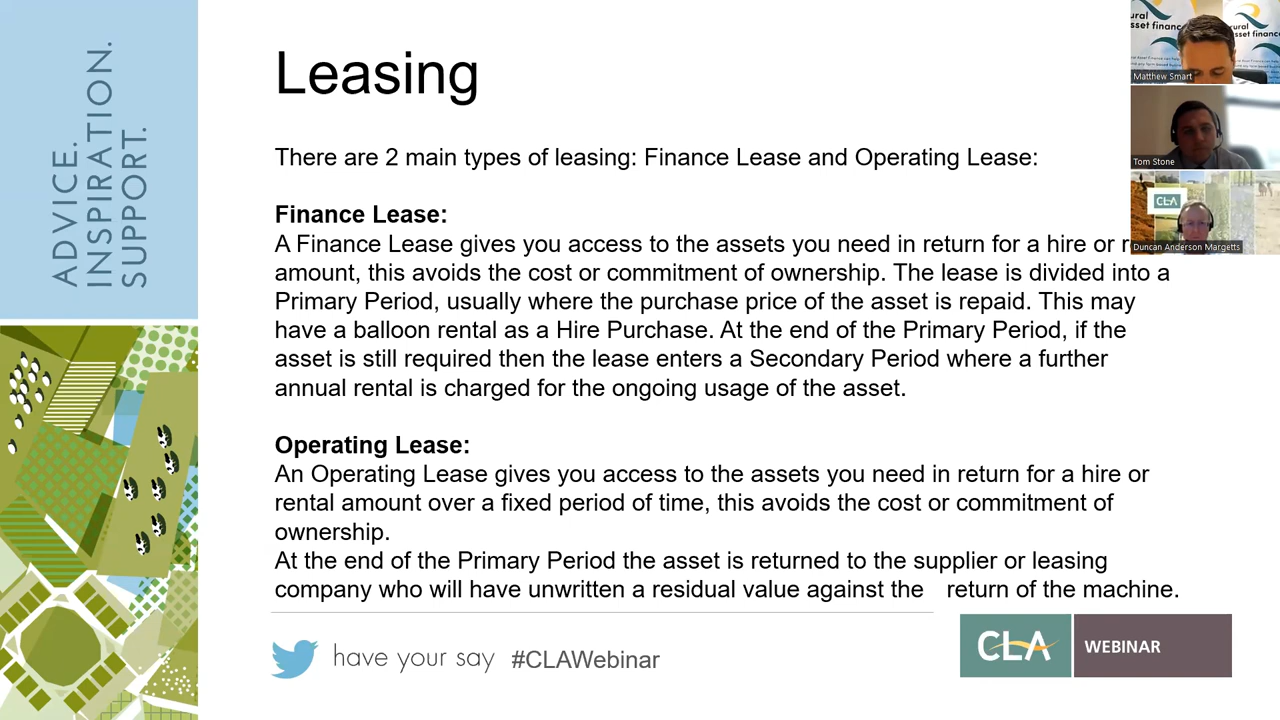 ADVICE.
INSPIRATION.
SUPPORT.
Leasing
There are 2 main types of leasing: Finance Lease and Operating Lease:
Finance Lease:
A Finance Lease gives you access to the assets you need in return for a hire or
amount, this avoids the cost or commitment of ownership. The lease is divided into a
Primary Period, usually where the purchase price of the asset is repaid. This may
have a balloon rental as a Hire Purchase. At the end of the Primary Period, if the
asset is still required then the lease enters a Secondary Period where a further
annual rental is charged for the ongoing usage of the asset.
Operating Lease:
An Operating Lease gives you access to the assets you need in return for a hire or
rental amount over a fixed period of time, this avoids the cost or commitment of
ownership.
At the end of the Primary Period the asset is returned to the supplier or leasing
company who will have unwritten a residual value against the return of the machine.
have your say #CLAWebinar
CLA WEBINAR
Matthew Smart
Tom Stone
CLA
Duncan Anderson Margetts